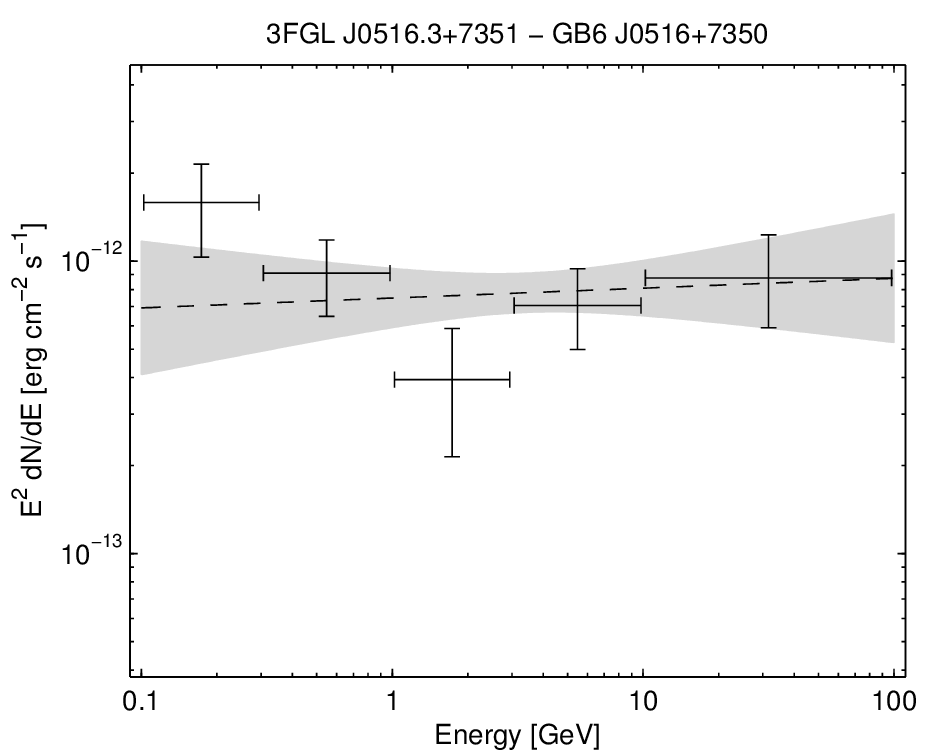 3FGL J0516.3+7351 − GB6 J0516+7350
E² dN/dE [erg cm⁻² s⁻¹]
10⁻¹²
10⁻¹³
0.1 1 10 100
Energy [GeV]